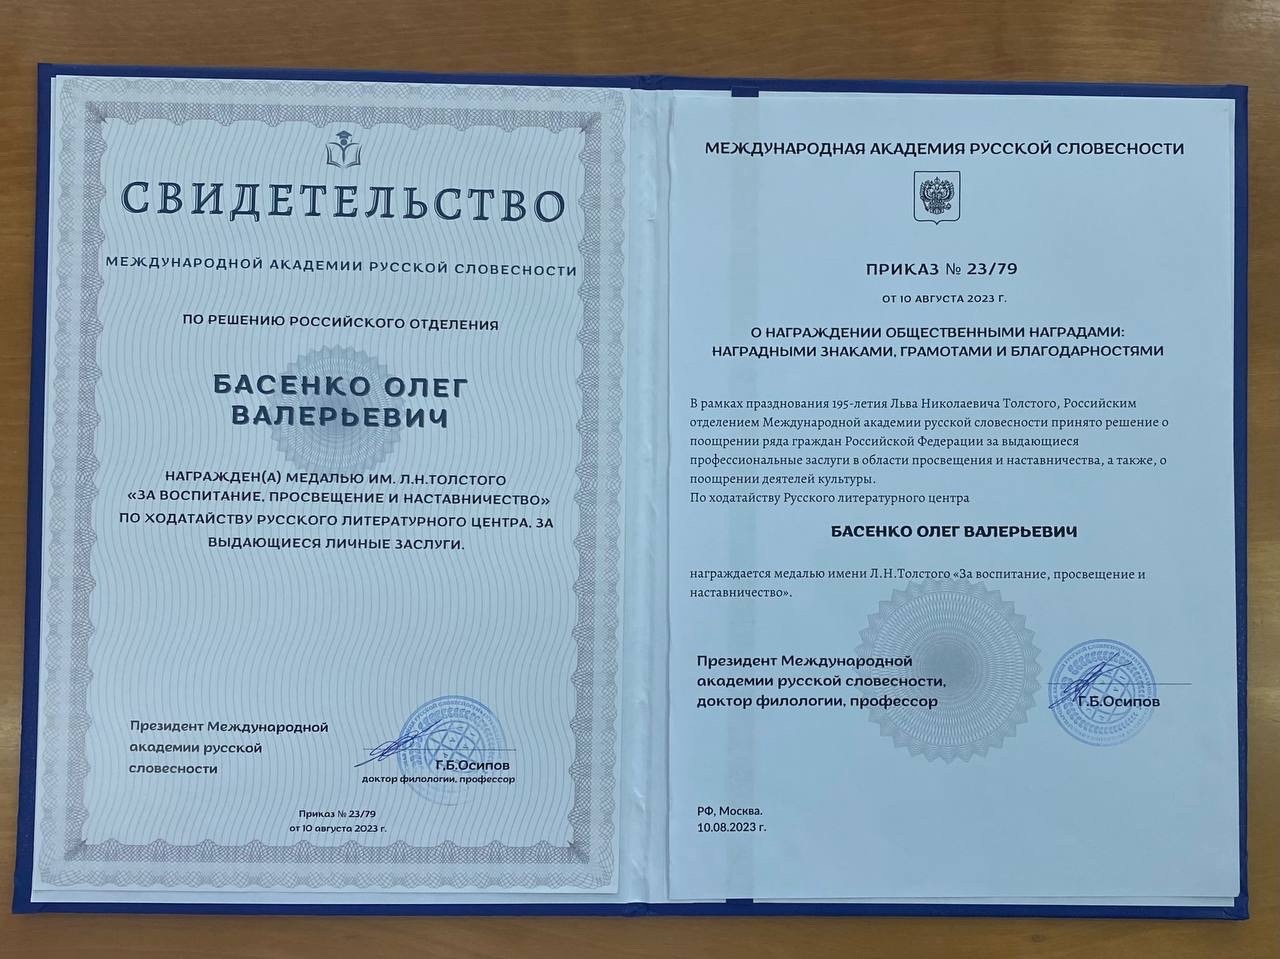 СВИДЕТЕЛЬСТВО
МЕЖДУНАРОДНОЙ АКАДЕМИИ РУССКОЙ СЛОВЕСНОСТИ
ПО РЕШЕНИЮ РОССИЙСКОГО ОТДЕЛЕНИЯ
БАСЕНКО ОЛЕГ
ВАЛЕРЬЕВИЧ
НАГРАЖДЕН(А) МЕДАЛЬЮ ИМ. Л.Н.ТОЛСТОГО
«ЗА ВОСПИТАНИЕ, ПРОСВЕЩЕНИЕ И НАСТАВНИЧЕСТВО»
ПО ХОДАТАЙСТВУ РУССКОГО ЛИТЕРАТУРНОГО ЦЕНТРА, ЗА
ВЫДАЮЩИЕСЯ ЛИЧНЫЕ ЗАСЛУГИ.
Президент Международной
академии русской
словесности
Г.Б.Осипов
доктор филологии, профессор
Приказ № 23/79
от 10 августа 2023 г.
МЕЖДУНАРОДНАЯ АКАДЕМИЯ РУССКОЙ СЛОВЕСНОСТИ
ПРИКАЗ № 23/79
ОТ 10 АВГУСТА 2023 Г.
О НАГРАЖДЕНИИ ОБЩЕСТВЕННЫМИ НАГРАДАМИ:
НАГРАДНЫМИ ЗНАКАМИ, ГРАМОТАМИ И БЛАГОДАРНОСТЯМИ
В рамках празднования 195-летия Льва Николаевича Толстого, Российским
отделением Международной академии русской словесности принято решение о
поощрении ряда граждан Российской Федерации за выдающиеся
профессиональные заслуги в области просвещения и наставничества, а также, о
поощрении деятелей культуры.
По ходатайству Русского литературного центра
БАСЕНКО ОЛЕГ ВАЛЕРЬЕВИЧ
награждается медалью имени Л.Н.Толстого «За воспитание, просвещение и
наставничество».
Президент Международной
академии русской словесности,
доктор филологии, профессор
Г.Б.Осипов
РФ, Москва.
10.08.2023 г.